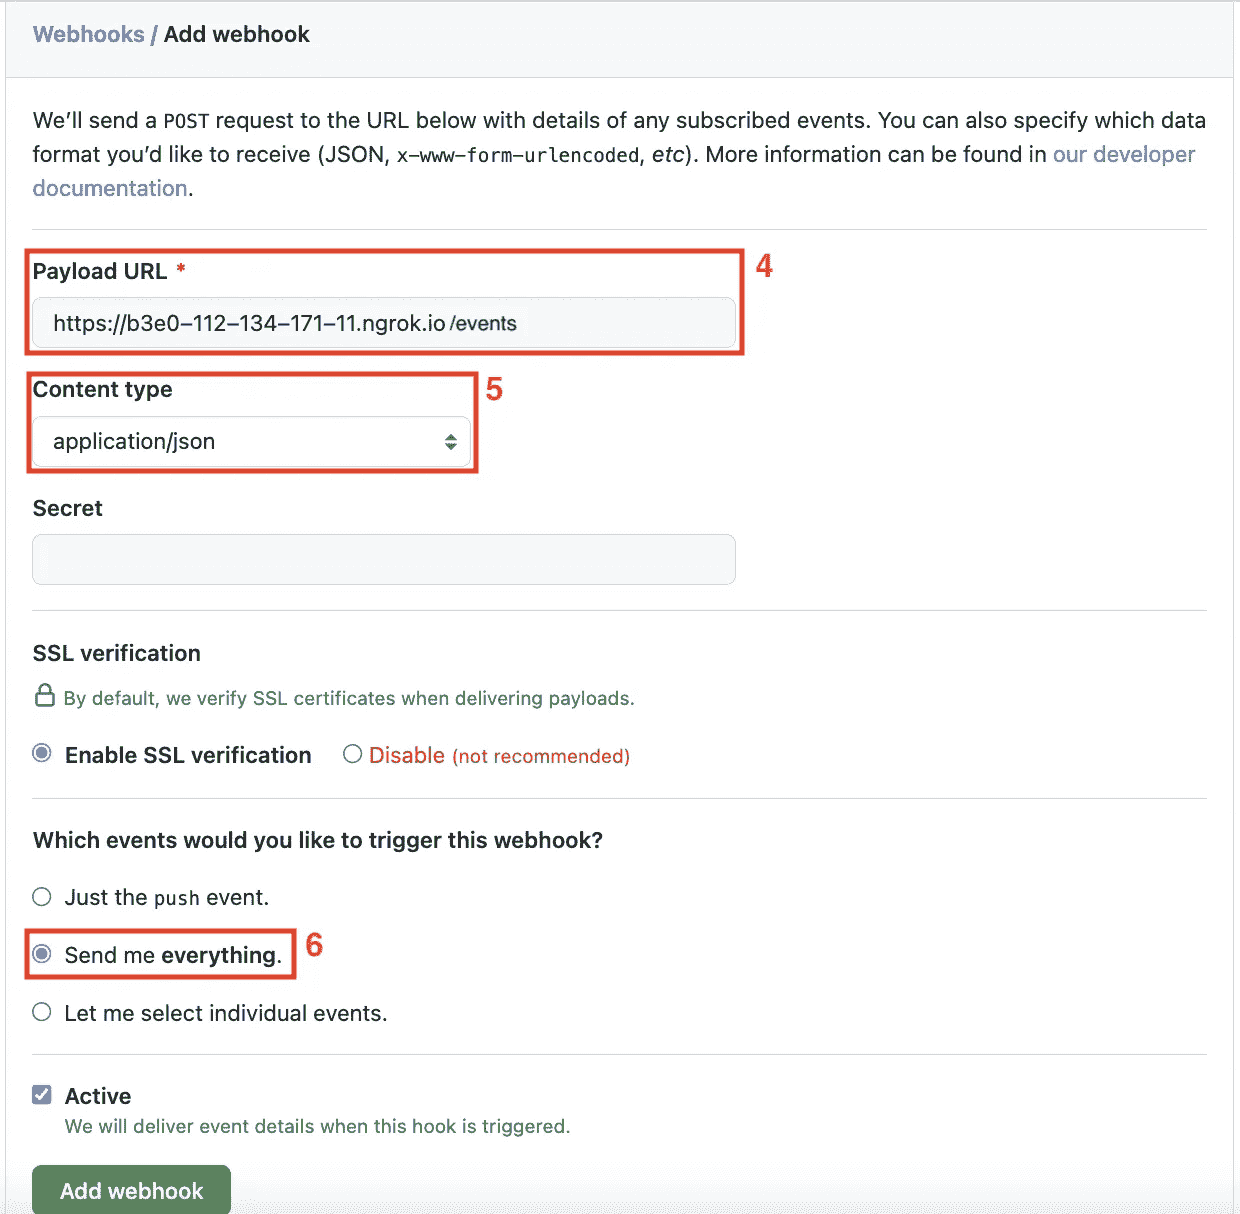 Webhooks / Add webhook
We’ll send a POST request to the URL below with details of any subscribed events. You can also specify which data
format you’d like to receive (JSON, x-www-form-urlencoded, etc). More information can be found in our developer
documentation.
Payload URL *
4
https://b3e0–112–134–171–11.ngrok.io/events
Content type
5
application/json
Secret
SSL verification
By default, we verify SSL certificates when delivering payloads.
Enable SSL verification Disable (not recommended)
Which events would you like to trigger this webhook?
Just the push event.
Send me everything.
6
Let me select individual events.
Active
We will deliver event details when this hook is triggered.
Add webhook